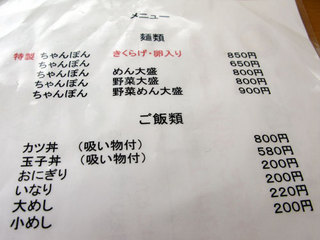 メニュー
麺類
特製 ちゃんぽん きくらげ・卵入り 850円
ちゃんぽん 650円
ちゃんぽん めん大盛 800円
ちゃんぽん 野菜大盛 800円
ちゃんぽん 野菜めん大盛 900円
ご飯類
カツ丼 (吸い物付) 800円
玉子丼 (吸い物付) 580円
おにぎり 200円
いなり 200円
大めし 220円
小めし 200円